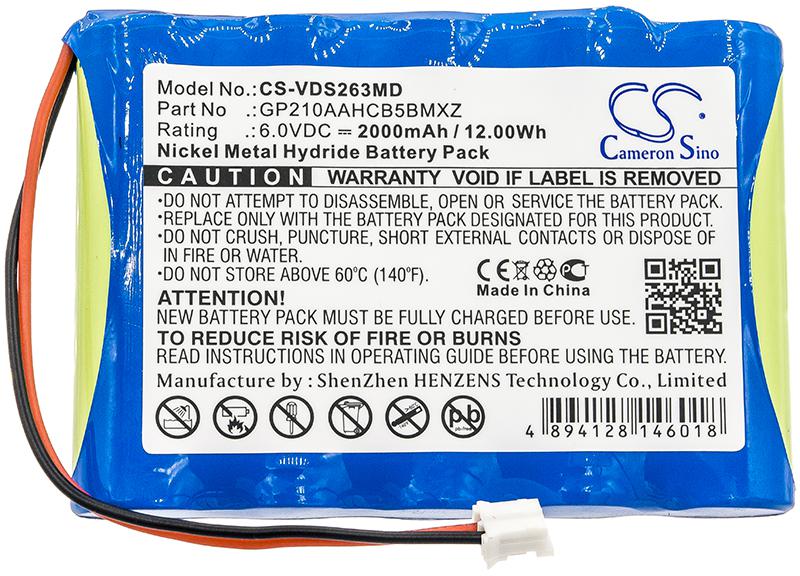 Model No.:CS-VDS263MD
Part No .:GP210AAHCB5BMXZ
Rating .:6.0VDC ⎓ 2000mAh / 12.00Wh
Nickel Metal Hydride Battery Pack
CS
Cameron Sino
CAUTION WARRANTY VOID IF LABEL IS REMOVED
•DO NOT ATTEMPT TO DISASSEMBLE, OPEN OR SERVICE THE BATTERY PACK.
•REPLACE ONLY WITH THE BATTERY PACK DESIGNATED FOR THIS PRODUCT.
•DO NOT CRUSH, PUNCTURE, SHORT EXTERNAL CONTACTS OR DISPOSE OF
IN FIRE OR WATER.
•DO NOT STORE ABOVE 60°C (140°F).
CE PCT
Made In China
ATTENTION!
NEW BATTERY PACK MUST BE FULLY CHARGED BEFORE USE.
TO REDUCE RISK OF FIRE OR BURNS
READ INSTRUCTIONS IN OPERATING GUIDE BEFORE USING THE BATTERY.
Manufacture by : ShenZhen HENZENS Technology Co., Limited
pb
4 894128 146018